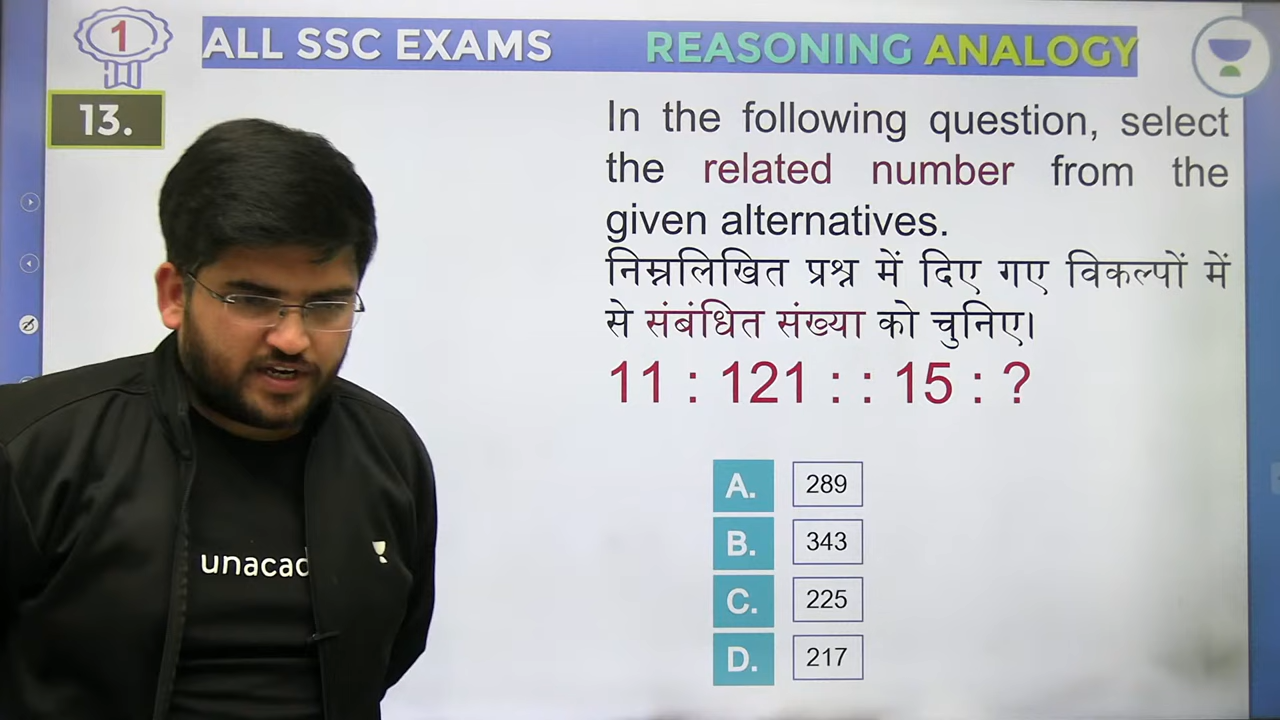 1
ALL SSC EXAMS
REASONING ANALOGY
13.
In the following question, select
the related number from the
given alternatives.
निम्नलिखित प्रश्न में दिए गए विकल्पों में
से संबंधित संख्या को चुनिए।
11 : 121 : : 15 : ?
A. 289
B. 343
C. 225
D. 217
unacad